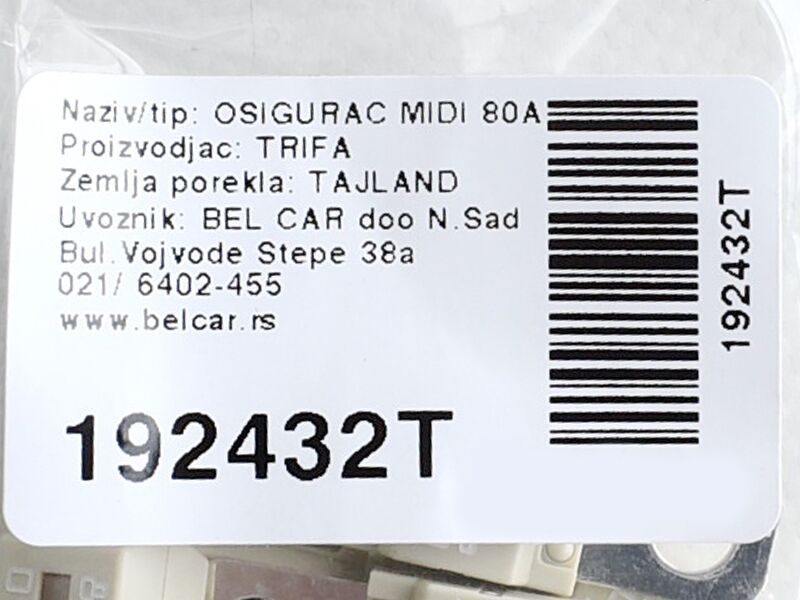 Naziv/tip: OSIGURAC MIDI 80A
Proizvodjac: TRIFA
Zemlja porekla: TAJLAND
Uvoznik: BEL CAR doo N.Sad
Bul.Vojvode Stepe 38a
021/ 6402-455
www.belcar.rs
192432T
192432T